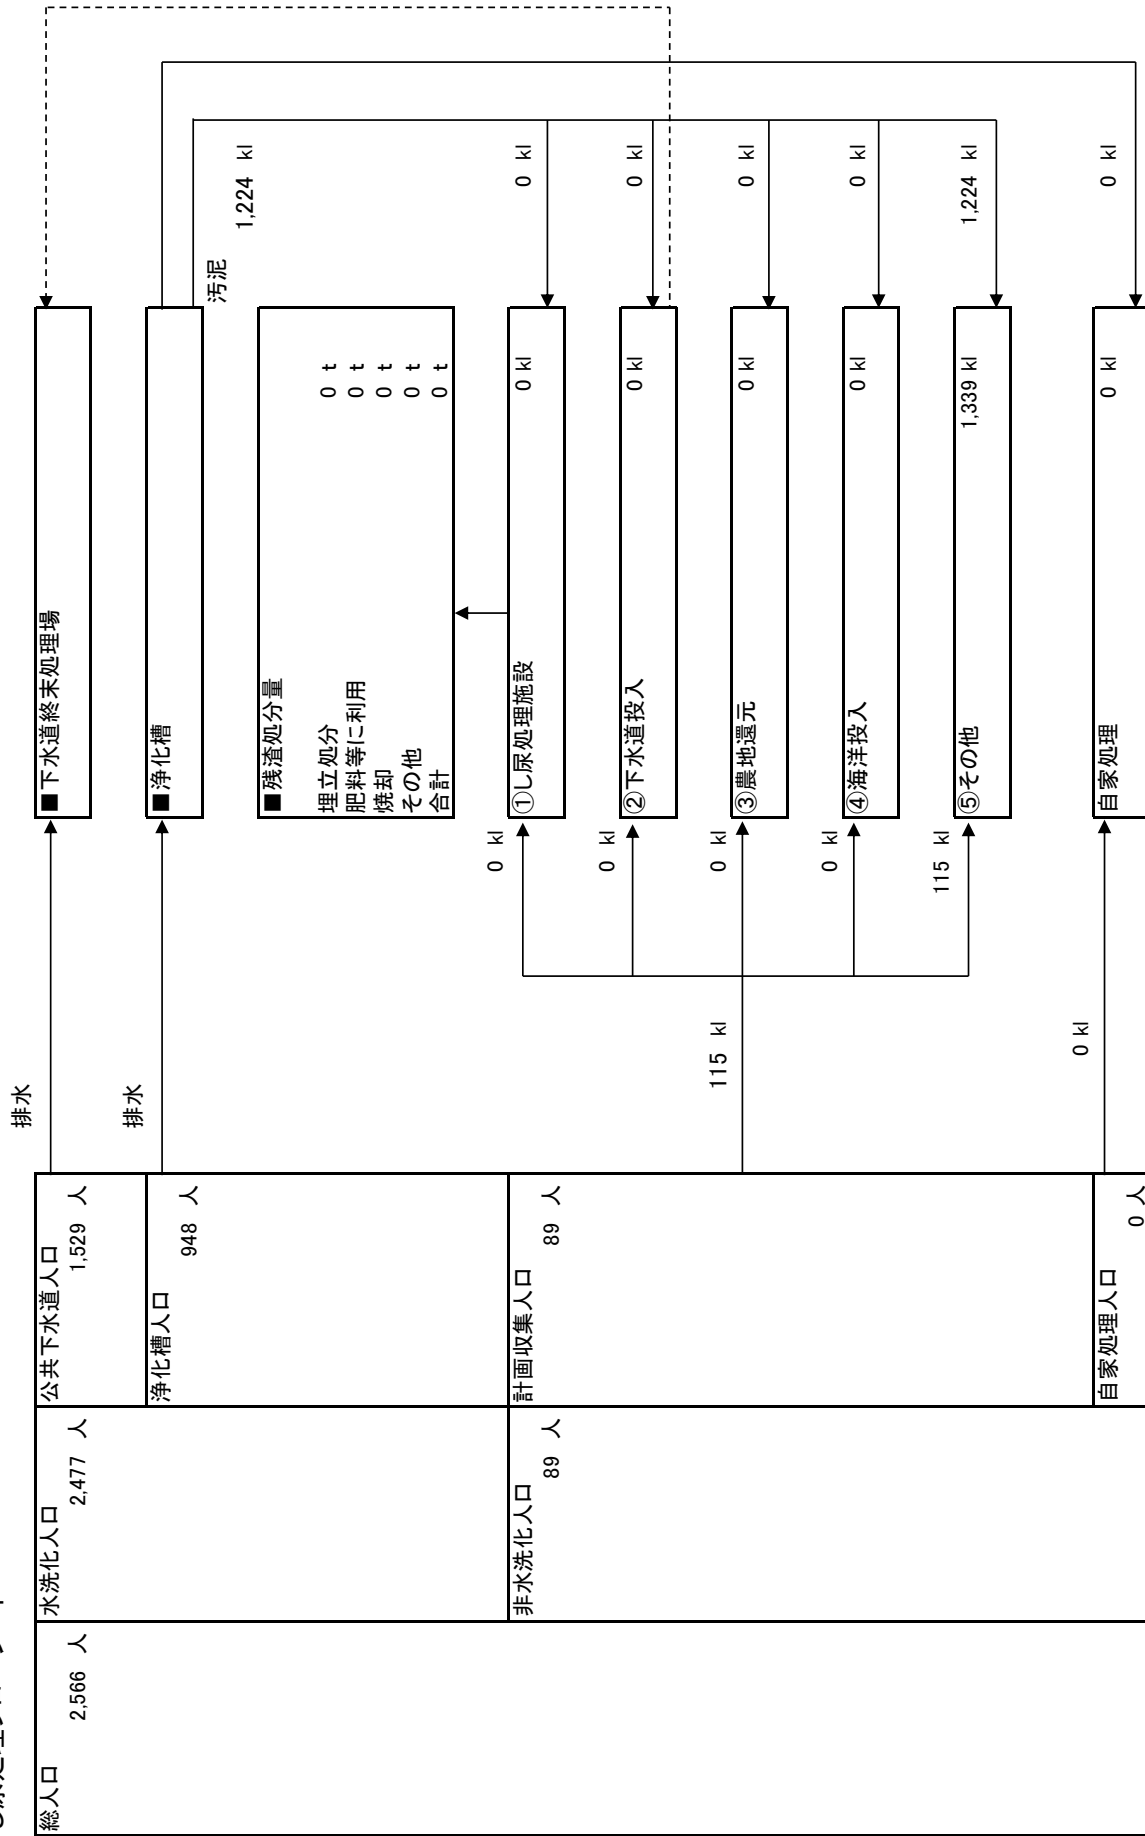 総人口
2,566 人
水洗化人口
2,477 人
公共下水道人口
1,529 人
排水
■下水道終末処理場
浄化槽人口
948 人
排水
■浄化槽
汚泥
1,224 kl
■残渣処分量
埋立処分 0 t
肥料等に利用 0 t
焼却 0 t
その他 0 t
合計 0 t
非水洗化人口
89 人
計画収集人口
89 人
115 kl
0 kl
①し尿処理施設 0 kl
0 kl
0 kl
②下水道投入 0 kl
0 kl
0 kl
③農地還元 0 kl
0 kl
0 kl
④海洋投入 0 kl
0 kl
115 kl
⑤その他 1,339 kl
1,224 kl
自家処理人口
0 人
0 kl
自家処理 0 kl
0 kl